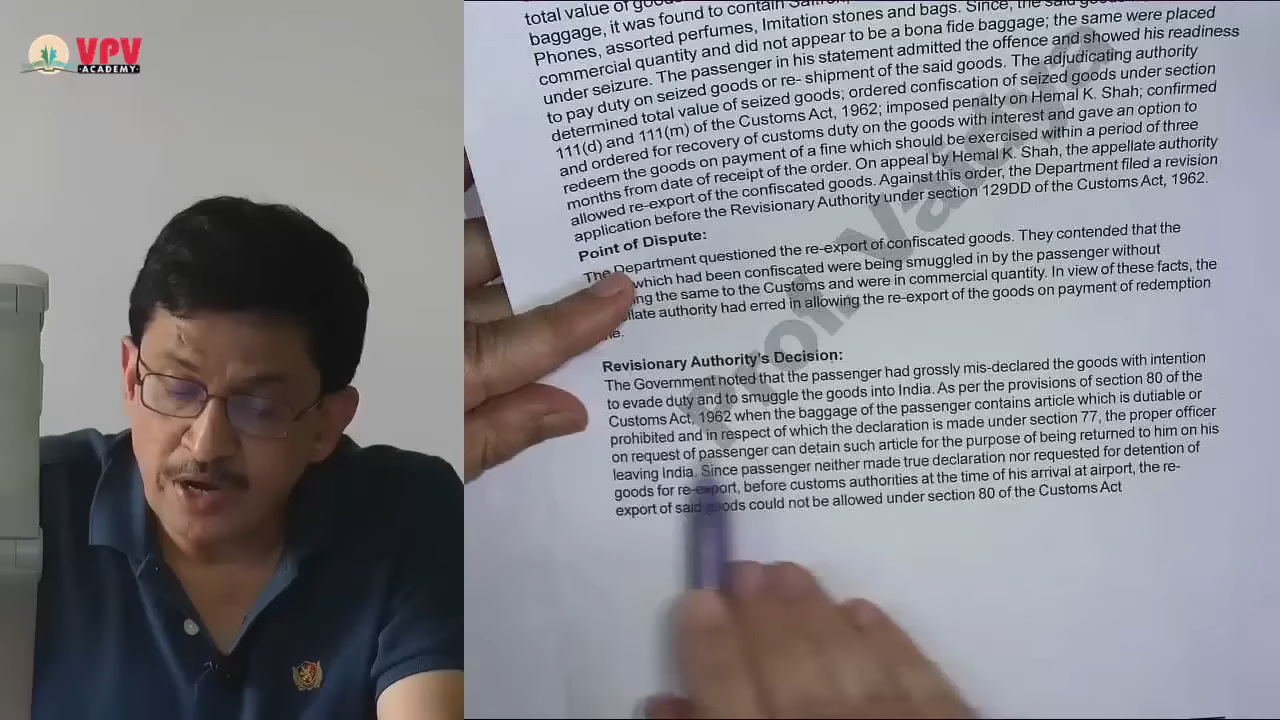 VPV
ACADEMY
total value of goods
baggage, it was found to contain
Phones, assorted perfumes, Imitation stones and bags. Since, the said
commercial quantity and did not appear to be a bona fide baggage; the same were placed
under seizure. The passenger in his statement admitted the offence and showed his readiness
to pay duty on seized goods or re- shipment of the said goods. The adjudicating authority
determined total value of seized goods; ordered confiscation of seized goods under section
111(d) and 111(m) of the Customs Act, 1962; imposed penalty on Hemal K. Shah; confirmed
and ordered for recovery of customs duty on the goods with interest and gave an option to
redeem the goods on payment of a fine which should be exercised within a period of three
months from date of receipt of the order. On appeal by Hemal K. Shah, the appellate authority
allowed re-export of the confiscated goods. Against this order, the Department filed a revision
application before the Revisionary Authority under section 129DD of the Customs Act, 1962.
Point of Dispute:
The Department questioned the re-export of confiscated goods. They contended that the
which had been confiscated were being smuggled in by the passenger without
the same to the Customs and were in commercial quantity. In view of these facts, the
authority had erred in allowing the re-export of the goods on payment of redemption
Revisionary Authority's Decision:
The Government noted that the passenger had grossly mis-declared the goods with intention
to evade duty and to smuggle the goods into India. As per the provisions of section 80 of the
Customs Act, 1962 when the baggage of the passenger contains article which is dutiable or
prohibited and in respect of which the declaration is made under section 77, the proper officer
on request of passenger can detain such article for the purpose of being returned to him on his
leaving India. Since passenger neither made true declaration nor requested for detention of
goods for re-export, before customs authorities at the time of his arrival at airport, the re-
export of said goods could not be allowed under section 80 of the Customs Act